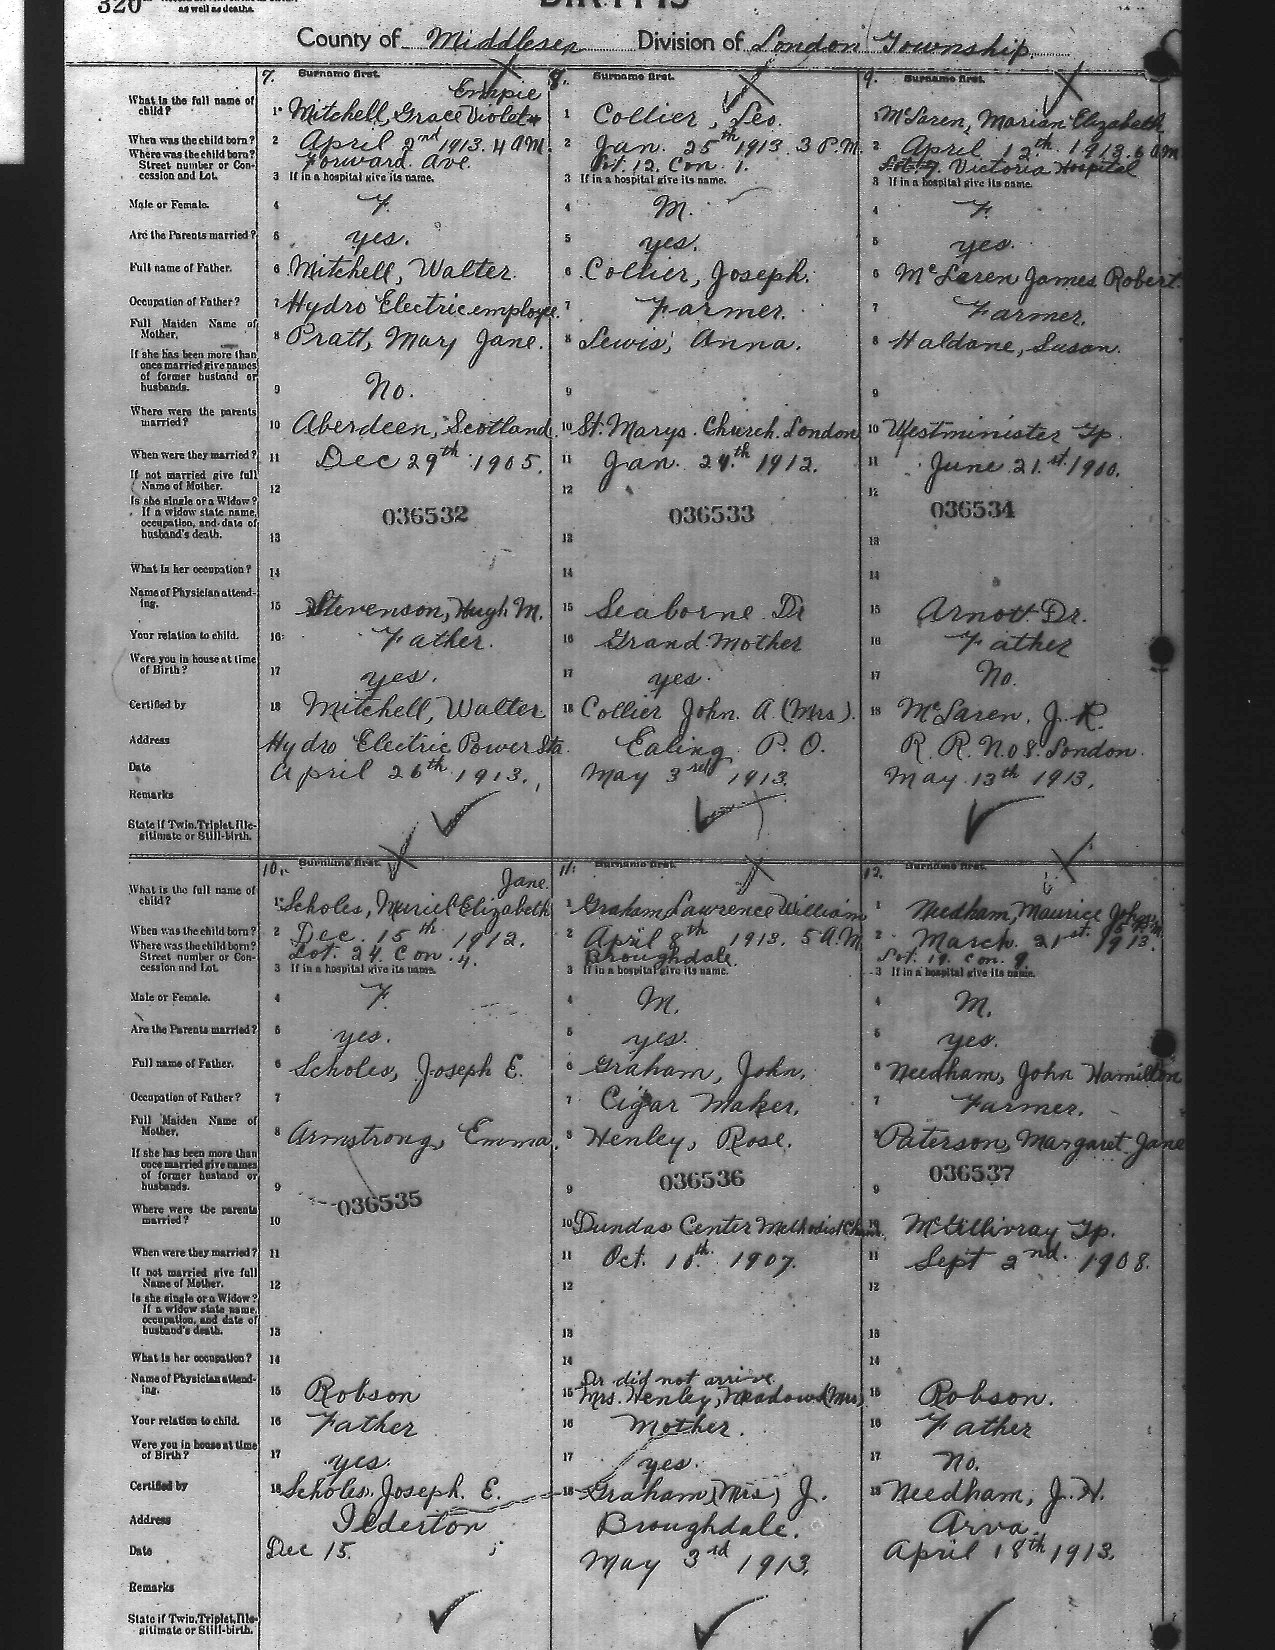 320
as well as deaths.
County of Middlesex Division of London Township
7. Surname first. 8. Surname first. 9. Surname first.
What is the full name of child? 1 Mitchell, Grace Violet Empie 1 Collier, Leo. 1 McLaren, Marian Elizabeth
When was the child born? 2 April 2nd 1913. 4 AM. 2 Jan. 25th 1913 3 P.M. 2 April 12th 1913. 6 AM
Where was the child born? Street number or Concession and Lot. Forward Ave. Lot. 12. Con. 1. Victoria Hospital
3 If in a hospital give its name. 3 If in a hospital give its name. 3 If in a hospital give its name.
Male or Female. 4 F. 4 M. 4 F.
Are the Parents married? 5 yes. 5 yes. 5 yes.
Full name of Father. 6 Mitchell, Walter. 6 Collier, Joseph. 6 McLaren James Robert.
Occupation of Father? 7 Hydro Electric employee. 7 Farmer. 7 Farmer.
Full Maiden Name of Mother. 8 Pratt, Mary Jane. 8 Lewis, Anna. 8 Haldane, Susan.
If she has been more than once married give names of former husband or husbands. 9 No. 9 9
Where were the parents married? 10 Aberdeen, Scotland. 10 St. Marys. Church. London 10 Westminister Tp.
When were they married? 11 Dec 29th 1905. 11 Jan. 24th 1912. 11 June 21st 1900.
If not married give full Name of Mother. 12 12 12
Is she single or a Widow? If a widow state name, occupation, and date of husband's death. 13 036532 13 036533 13 036534
What is her occupation? 14 14 14
Name of Physician attending. 15 Stevenson, Hugh M. 15 Seaborne Dr 15 Arnott Dr.
Your relation to child. 16 Father. 16 Grand Mother 16 Father
Were you in house at time of Birth? 17 yes. 17 yes. 17 No.
Certified by 18 Mitchell, Walter 18 Collier John. A (Mrs). 18 McLaren. J. R.
Address Hydro Electric Power Sta. Ealing P. O. R. R. No 8. London.
Date April 26th 1913. May 3rd 1913. May 13th 1913.
Remarks
State if Twin, Triplet, Illegitimate or Still-birth.
10. Surname first. 11. Surname first. 12. Surname first.
What is the full name of child? 1 Scholes, Muriel Elizabeth Jane. 1 Graham Lawrence William 1 Needham, Maurice John
When was the child born? 2 Dec. 15th 1912. 2 April 8th 1913. 5 A.M. 2 March. 21st. 1913.
Where was the child born? Street number or Concession and Lot. Lot. 24. Con. 4. Broughdale. Lot. 19. Con. 9.
3 If in a hospital give its name. 3 If in a hospital give its name. 3 If in a hospital give its name.
Male or Female. 4 F. 4 M. 4 M.
Are the Parents married? 5 yes. 5 yes. 5 yes.
Full name of Father. 6 Scholes, Joseph E. 6 Graham, John. 6 Needham, John Hamilton
Occupation of Father? 7 7 Cigar Maker. 7 Farmer.
Full Maiden Name of Mother. 8 Armstrong, Emma. 8 Henley, Rose. 8 Paterson, Margaret Jane
If she has been more than once married give names of former husband or husbands. 9 036535 9 036536 9 036537
Where were the parents married? 10 10 Dundas Center Methodist Church. 10 McGillivray Tp.
When were they married? 11 11 Oct. 10th 1907. 11 Sept 2nd. 1908.
If not married give full Name of Mother. 12 12 12
Is she single or a Widow? If a widow state name, occupation, and date of husband's death. 13 13 13
What is her occupation? 14 14 14
Name of Physician attending. 15 Robson 15 Dr did not arrive. Mrs. Henley, Meadows (Mrs) 15 Robson.
Your relation to child. 16 Father 16 Mother. 16 Father
Were you in house at time of Birth? 17 yes. 17 yes. 17 No.
Certified by 18 Scholes, Joseph. E. 18 Graham (Mrs) J. 18 Needham, J. H.
Address Ilderton Broughdale. Arva.
Date Dec 15. May 3rd 1913. April 18th 1913.
Remarks
State if Twin, Triplet, Illegitimate or Still-birth.